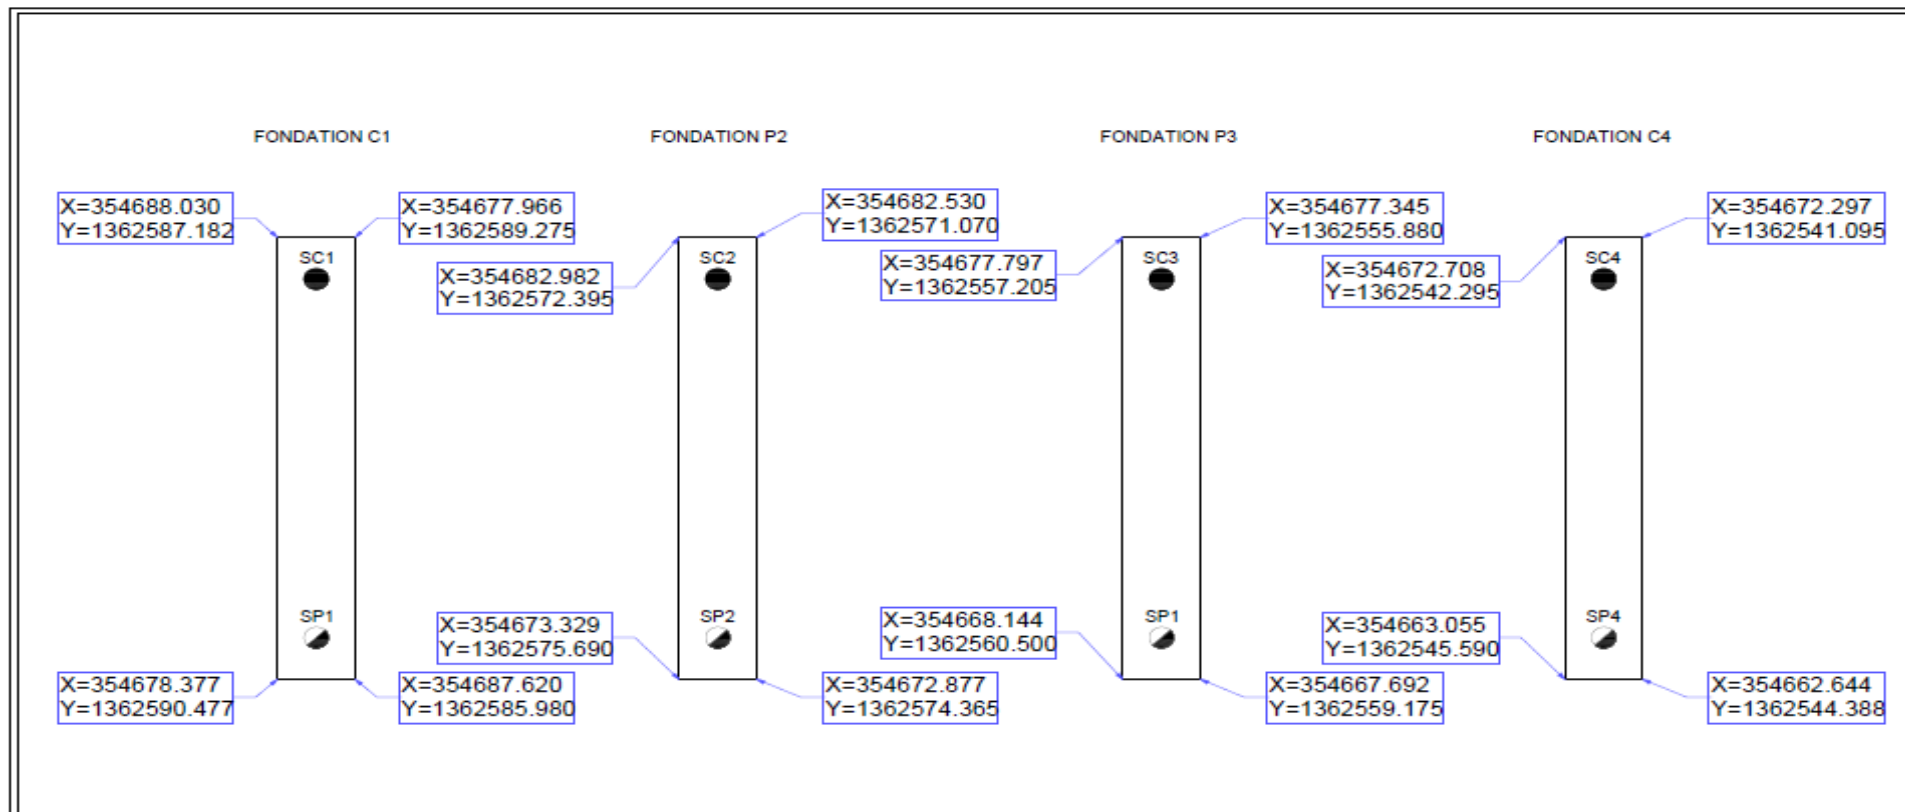 FONDATION C1
FONDATION P2
FONDATION P3
FONDATION C4
X=354688.030
Y=1362587.182
X=354677.966
Y=1362589.275
SC1
X=354682.982
Y=1362572.395
X=354682.530
Y=1362571.070
SC2
X=354677.797
Y=1362557.205
X=354677.345
Y=1362555.880
SC3
X=354672.708
Y=1362542.295
X=354672.297
Y=1362541.095
SC4
SP1
X=354678.377
Y=1362590.477
X=354687.620
Y=1362585.980
X=354673.329
Y=1362575.690
SP2
X=354672.877
Y=1362574.365
X=354668.144
Y=1362560.500
SP1
X=354667.692
Y=1362559.175
X=354663.055
Y=1362545.590
SP4
X=354662.644
Y=1362544.388